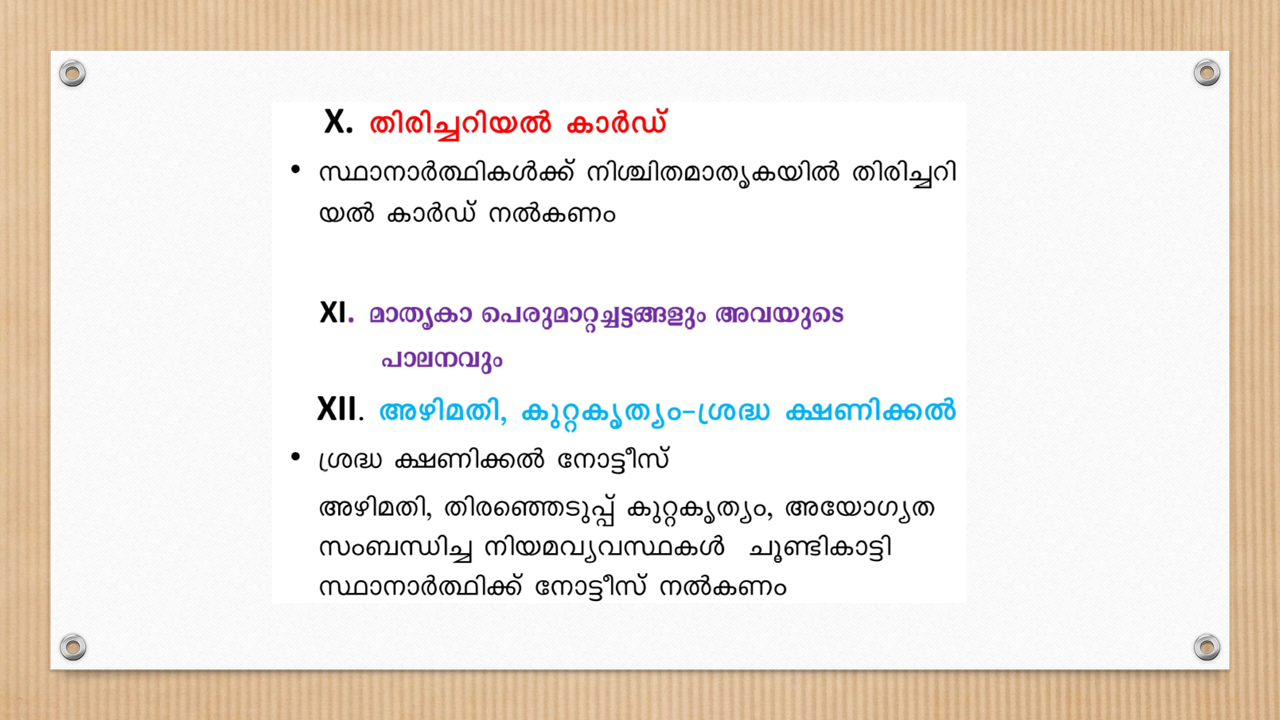 X. തിരിച്ചറിയൽ കാർഡ്
• സ്ഥാനാർത്ഥികൾക്ക് നിശ്ചിതമാതൃകയിൽ തിരിച്ചറി
യൽ കാർഡ് നൽകണം
XI. മാതൃകാ പെരുമാറ്റച്ചട്ടങ്ങളും അവയുടെ
പാലനവും
XII. അഴിമതി, കുറ്റകൃത്യം-ശ്രദ്ധ ക്ഷണിക്കൽ
• ശ്രദ്ധ ക്ഷണിക്കൽ നോട്ടീസ്
അഴിമതി, തിരഞ്ഞെടുപ്പ് കുറ്റകൃത്യം, അയോഗ്യത
സംബന്ധിച്ച നിയമവ്യവസ്ഥകൾ ചൂണ്ടികാട്ടി
സ്ഥാനാർത്ഥിക്ക് നോട്ടീസ് നൽകണം